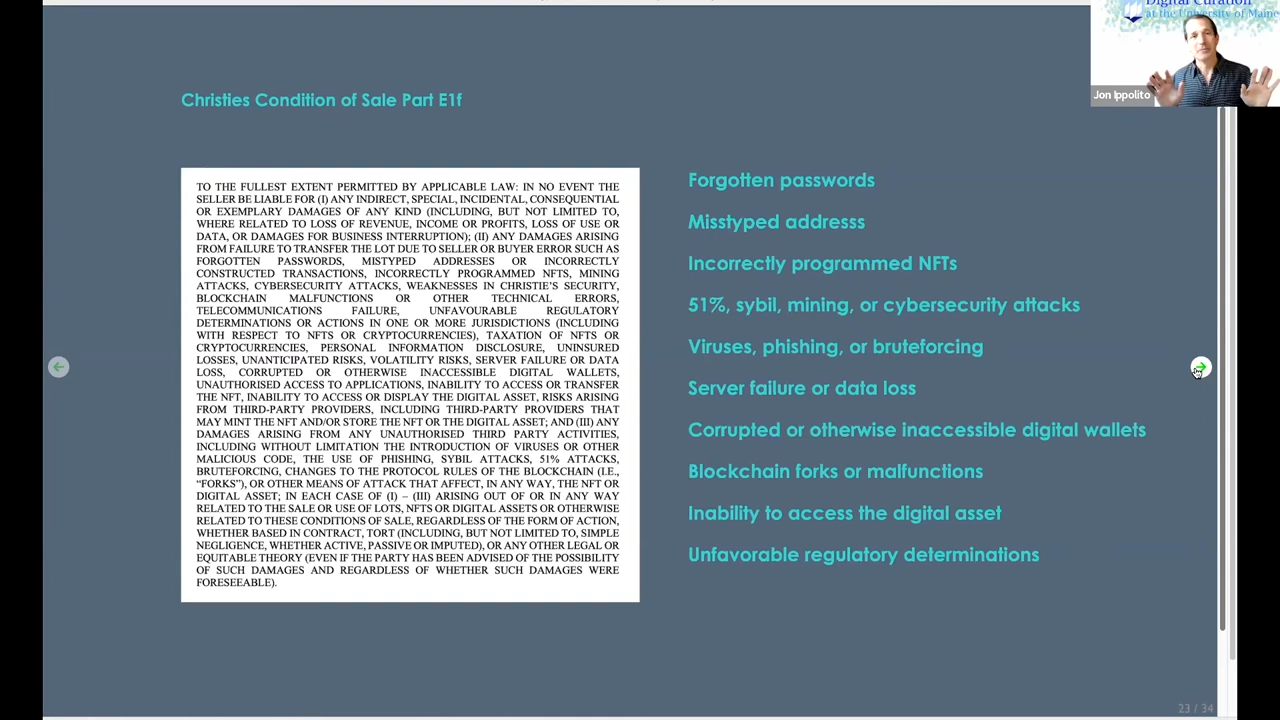 Digital Curation
at the University of Maine
Jon Ippolito
Christies Condition of Sale Part E1f
TO THE FULLEST EXTENT PERMITTED BY APPLICABLE LAW: IN NO EVENT THE
SELLER BE LIABLE FOR (I) ANY INDIRECT, SPECIAL, INCIDENTAL, CONSEQUENTIAL
OR EXEMPLARY DAMAGES OF ANY KIND (INCLUDING, BUT NOT LIMITED TO,
WHERE RELATED TO LOSS OF REVENUE, INCOME OR PROFITS, LOSS OF USE OR
DATA, OR DAMAGES FOR BUSINESS INTERRUPTION); (II) ANY DAMAGES ARISING
FROM FAILURE TO TRANSFER THE LOT DUE TO SELLER OR BUYER ERROR SUCH AS
FORGOTTEN PASSWORDS, MISTYPED ADDRESSES OR INCORRECTLY
CONSTRUCTED TRANSACTIONS, INCORRECTLY PROGRAMMED NFTS, MINING
ATTACKS, CYBERSECURITY ATTACKS, WEAKNESSES IN CHRISTIE'S SECURITY,
BLOCKCHAIN MALFUNCTIONS OR OTHER TECHNICAL ERRORS,
TELECOMMUNICATIONS FAILURE, UNFAVOURABLE REGULATORY
DETERMINATIONS OR ACTIONS IN ONE OR MORE JURISDICTIONS (INCLUDING
WITH RESPECT TO NFTS OR CRYPTOCURRENCIES), TAXATION OF NFTS OR
CRYPTOCURRENCIES, PERSONAL INFORMATION DISCLOSURE, UNINSURED
LOSSES, UNANTICIPATED RISKS, VOLATILITY RISKS, SERVER FAILURE OR DATA
LOSS, CORRUPTED OR OTHERWISE INACCESSIBLE DIGITAL WALLETS,
UNAUTHORISED ACCESS TO APPLICATIONS, INABILITY TO ACCESS OR TRANSFER
THE NFT, INABILITY TO ACCESS OR DISPLAY THE DIGITAL ASSET, RISKS ARISING
FROM THIRD-PARTY PROVIDERS, INCLUDING THIRD-PARTY PROVIDERS THAT
MAY MINT THE NFT AND/OR STORE THE NFT OR THE DIGITAL ASSET; AND (III) ANY
DAMAGES ARISING FROM ANY UNAUTHORISED THIRD PARTY ACTIVITIES,
INCLUDING WITHOUT LIMITATION THE INTRODUCTION OF VIRUSES OR OTHER
MALICIOUS CODE, THE USE OF PHISHING, SYBIL ATTACKS, 51% ATTACKS,
BRUTEFORCING, CHANGES TO THE PROTOCOL RULES OF THE BLOCKCHAIN (I.E.,
“FORKS”), OR OTHER MEANS OF ATTACK THAT AFFECT, IN ANY WAY, THE NFT OR
DIGITAL ASSET; IN EACH CASE OF (I) – (III) ARISING OUT OF OR IN ANY WAY
RELATED TO THE SALE OR USE OF LOTS, NFTS OR DIGITAL ASSETS OR OTHERWISE
RELATED TO THESE CONDITIONS OF SALE, REGARDLESS OF THE FORM OF ACTION,
WHETHER BASED IN CONTRACT, TORT (INCLUDING, BUT NOT LIMITED TO, SIMPLE
NEGLIGENCE, WHETHER ACTIVE, PASSIVE OR IMPUTED), OR ANY OTHER LEGAL OR
EQUITABLE THEORY (EVEN IF THE PARTY HAS BEEN ADVISED OF THE POSSIBILITY
OF SUCH DAMAGES AND REGARDLESS OF WHETHER SUCH DAMAGES WERE
FORESEEABLE).
Forgotten passwords
Misstyped addresss
Incorrectly programmed NFTs
51%, sybil, mining, or cybersecurity attacks
Viruses, phishing, or bruteforcing
Server failure or data loss
Corrupted or otherwise inaccessible digital wallets
Blockchain forks or malfunctions
Inability to access the digital asset
Unfavorable regulatory determinations
23 / 34